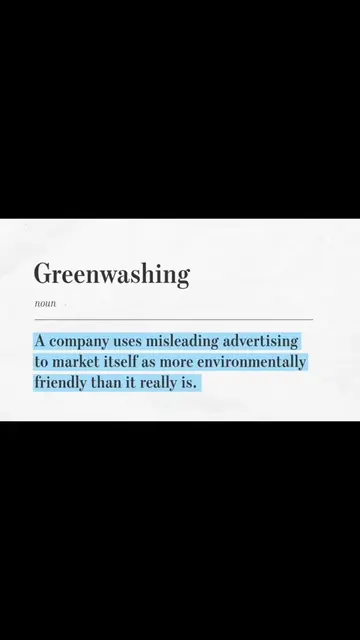 Greenwashing
noun
A company uses misleading advertising
to market itself as more environmentally
friendly than it really is.